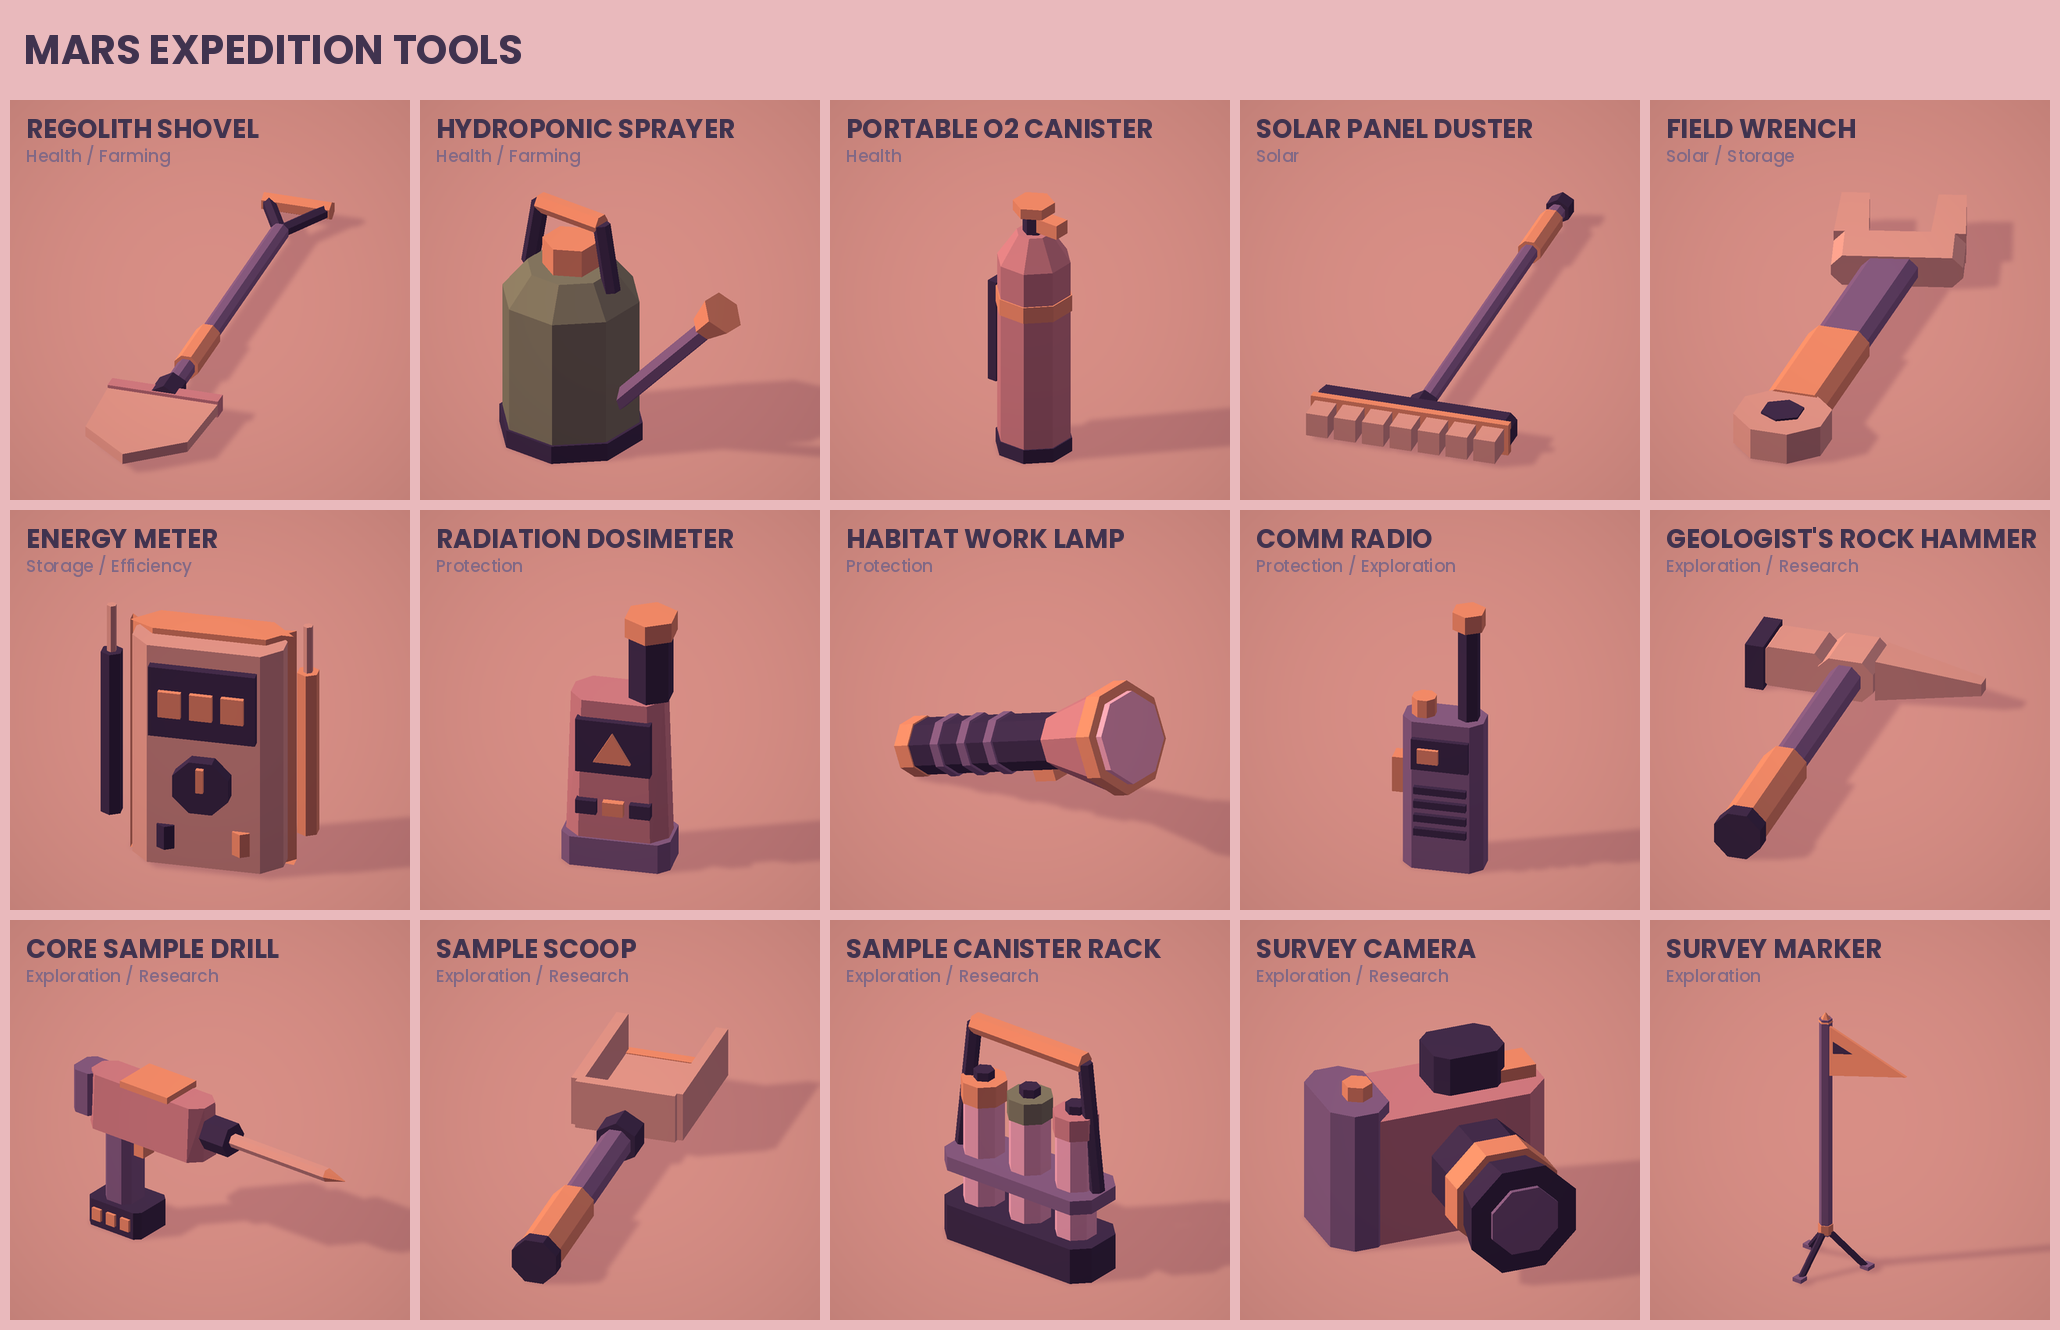 MARS EXPEDITION TOOLS
REGOLITH SHOVEL
Health / Farming
HYDROPONIC SPRAYER
Health / Farming
PORTABLE O2 CANISTER
Health
SOLAR PANEL DUSTER
Solar
FIELD WRENCH
Solar / Storage
ENERGY METER
Storage / Efficiency
RADIATION DOSIMETER
Protection
HABITAT WORK LAMP
Protection
COMM RADIO
Protection / Exploration
GEOLOGIST'S ROCK HAMMER
Exploration / Research
CORE SAMPLE DRILL
Exploration / Research
SAMPLE SCOOP
Exploration / Research
SAMPLE CANISTER RACK
Exploration / Research
SURVEY CAMERA
Exploration / Research
SURVEY MARKER
Exploration